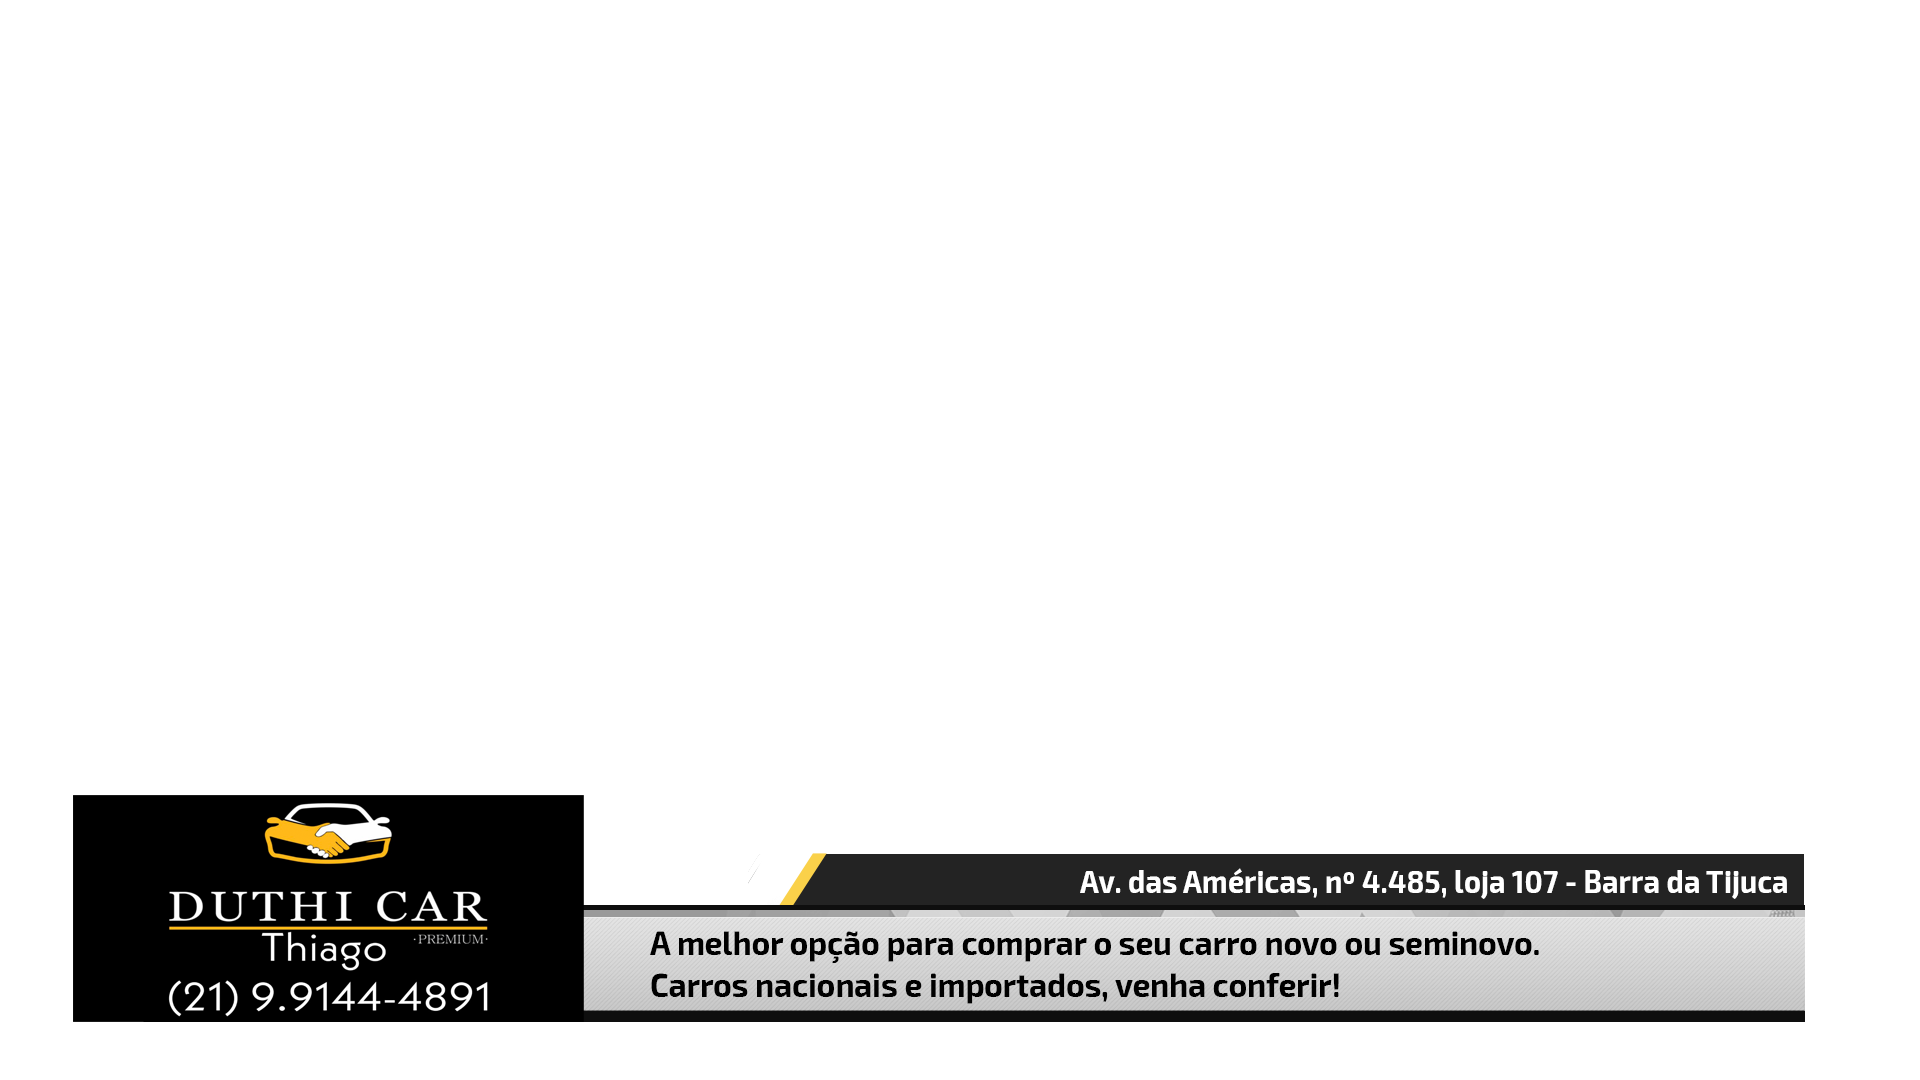 DUTHI CAR
·PREMIUM·
Thiago
(21) 9.9144-4891
Av. das Américas, nº 4.485, loja 107 - Barra da Tijuca
A melhor opção para comprar o seu carro novo ou seminovo.
Carros nacionais e importados, venha conferir!